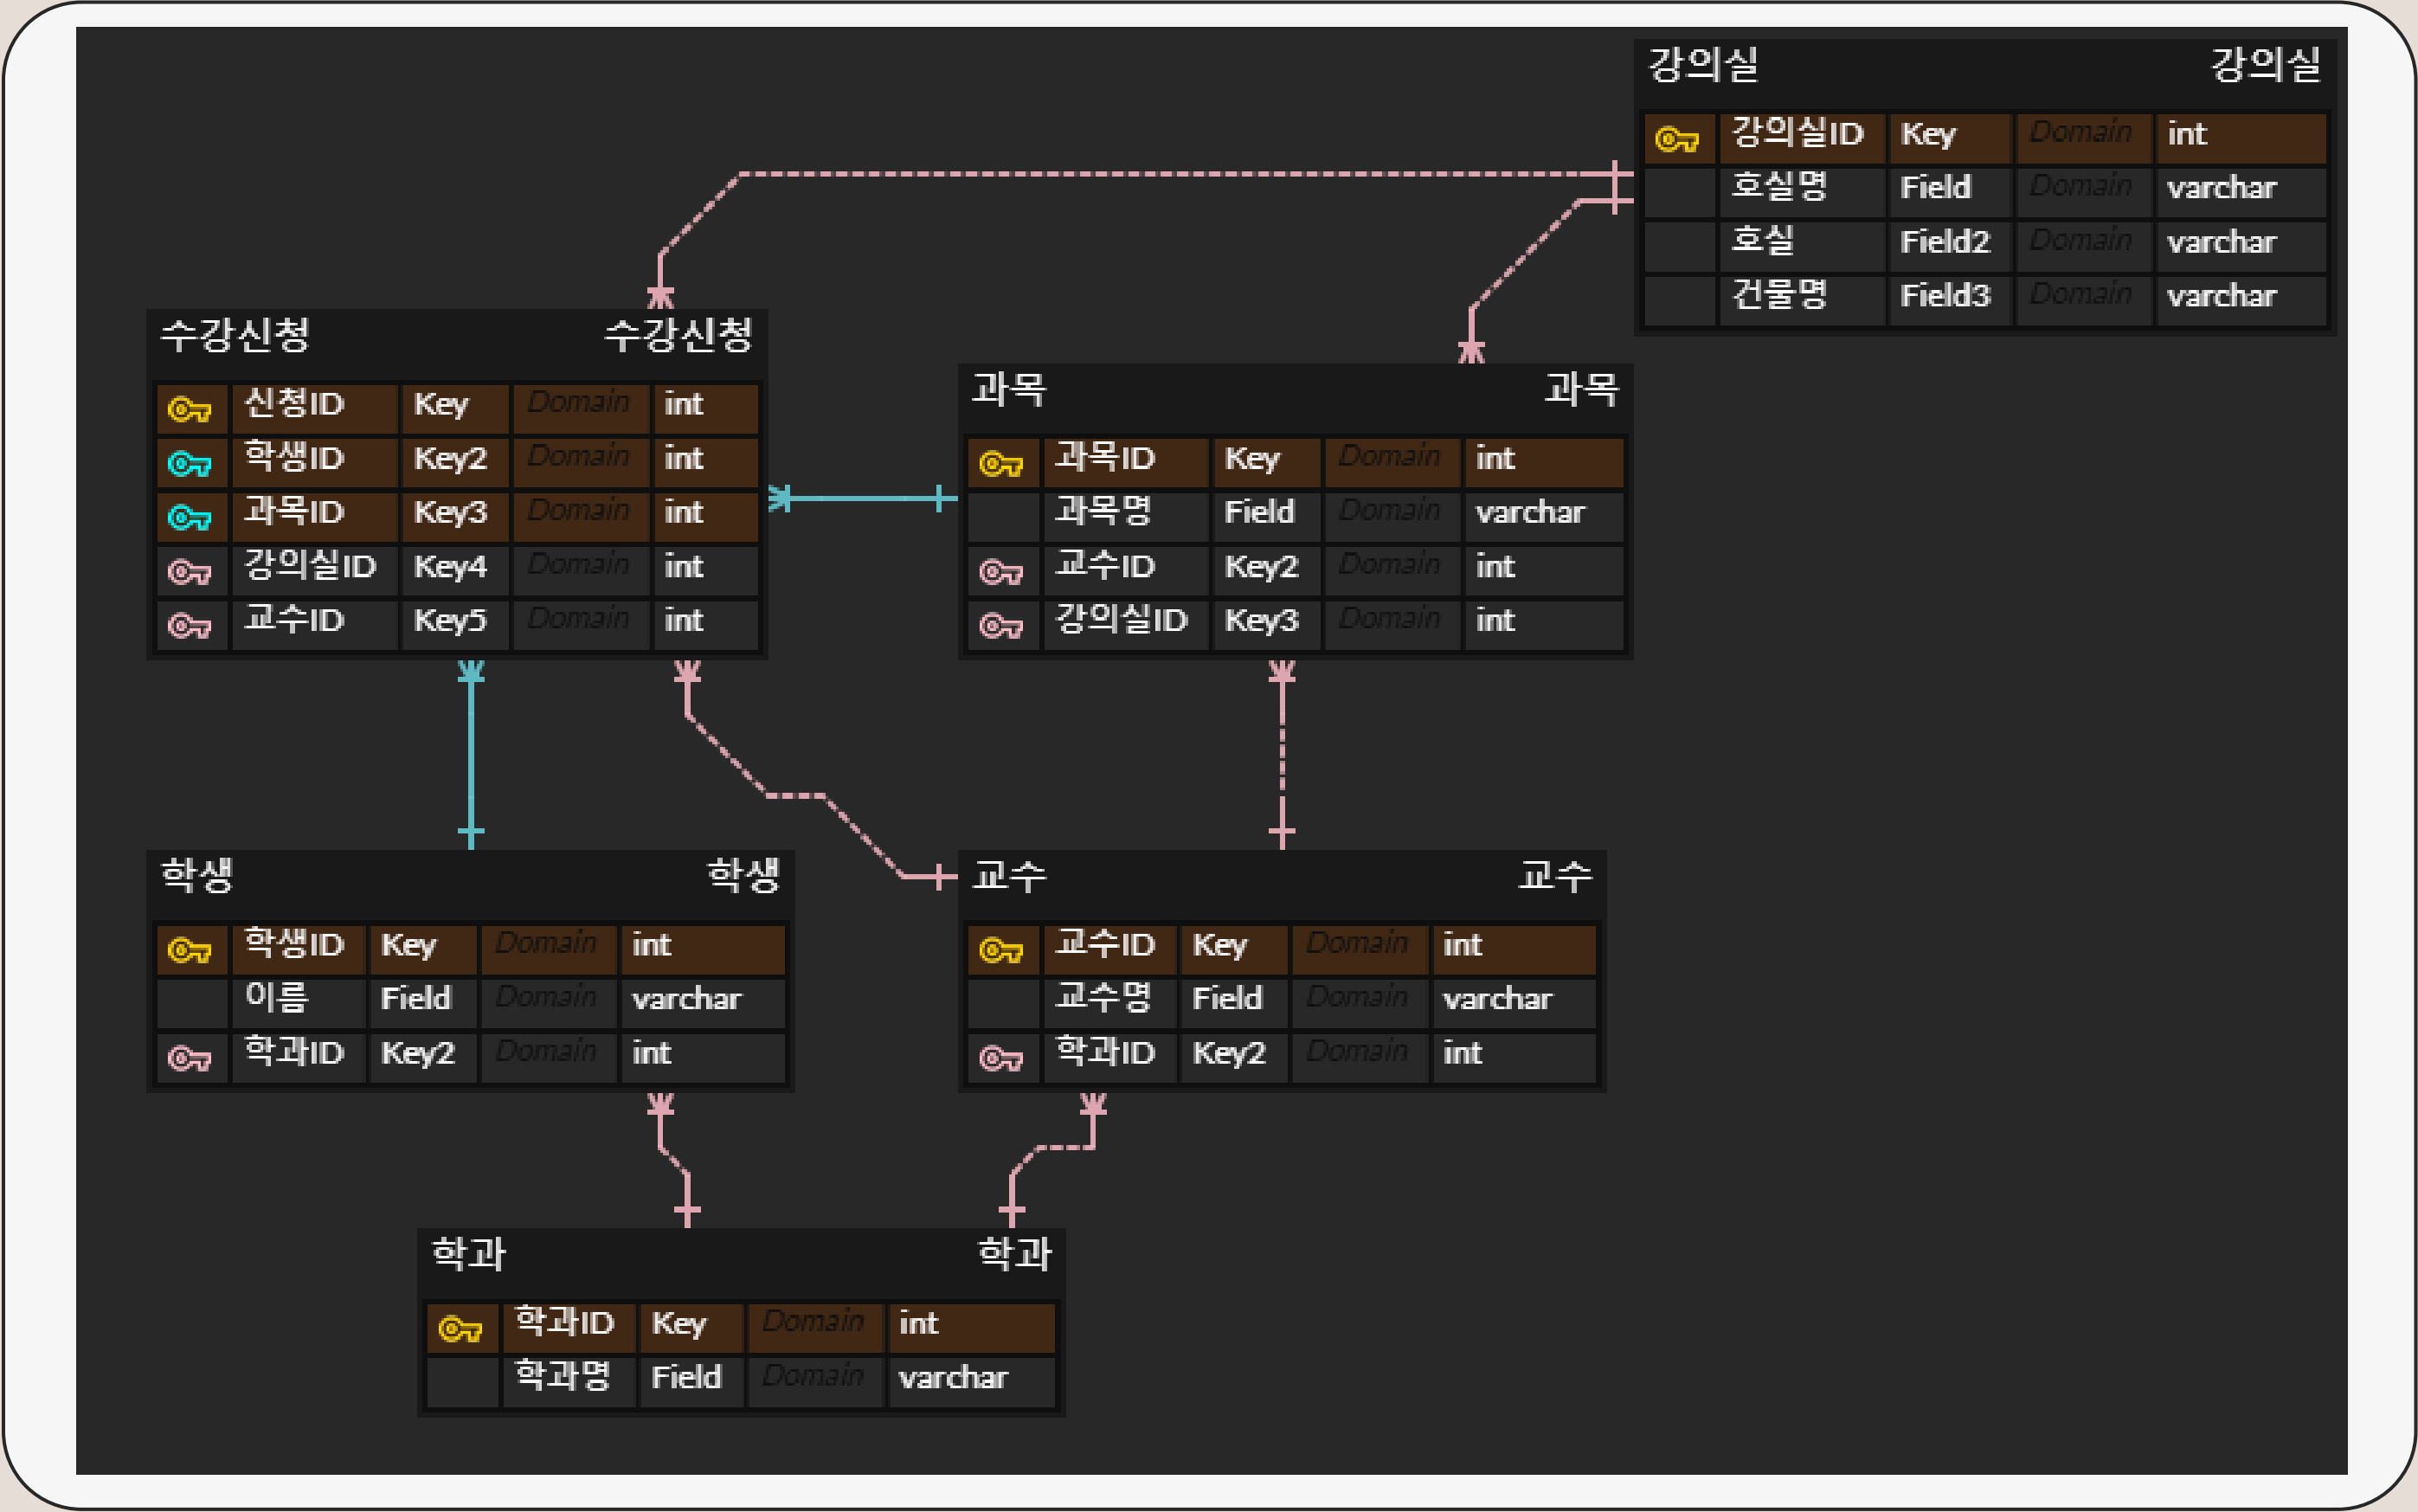 강의실 강의실
강의실ID Key Domain int
호실명 Field Domain varchar
호실 Field2 Domain varchar
건물명 Field3 Domain varchar
수강신청 수강신청
신청ID Key Domain int
학생ID Key2 Domain int
과목ID Key3 Domain int
강의실ID Key4 Domain int
교수ID Key5 Domain int
과목 과목
과목ID Key Domain int
과목명 Field Domain varchar
교수ID Key2 Domain int
강의실ID Key3 Domain int
학생 학생
학생ID Key Domain int
이름 Field Domain varchar
학과ID Key2 Domain int
교수 교수
교수ID Key Domain int
교수명 Field Domain varchar
학과ID Key2 Domain int
학과 학과
학과ID Key Domain int
학과명 Field Domain varchar